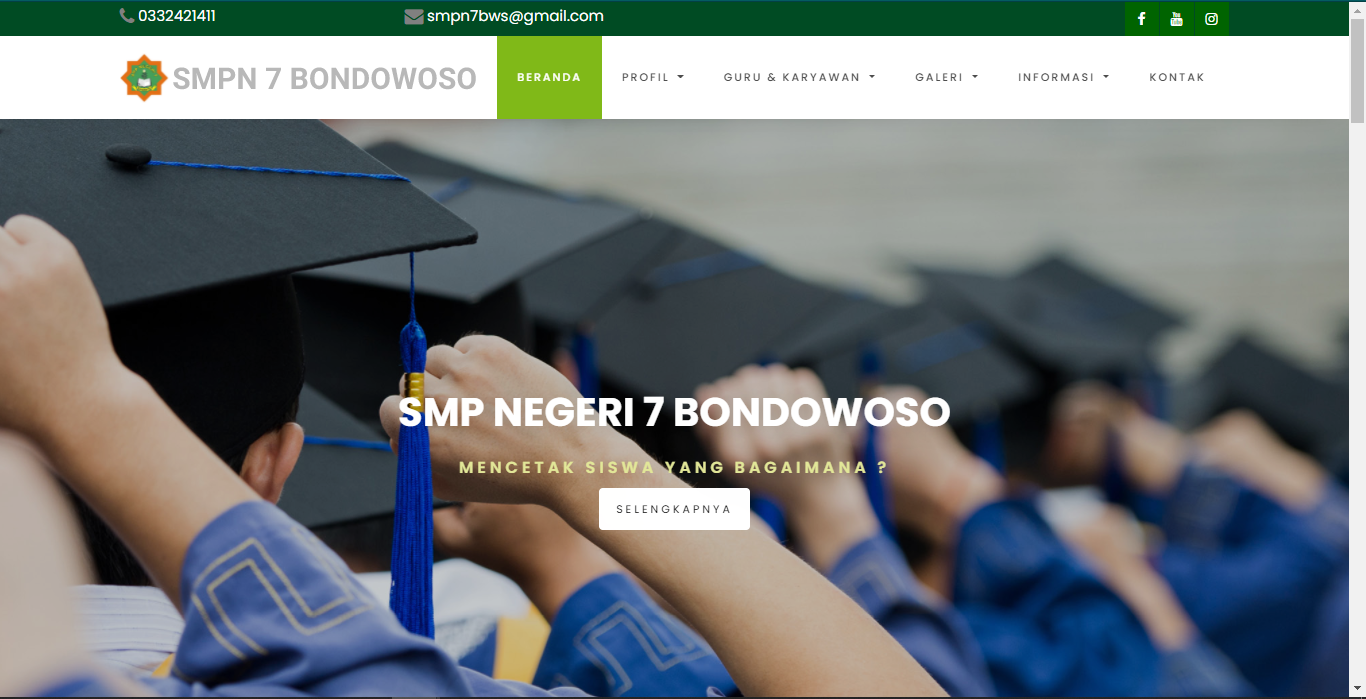 0332421411
smpn7bws@gmail.com
SMPN 7 BONDOWOSO
BERANDA
PROFIL
GURU & KARYAWAN
GALERI
INFORMASI
KONTAK
SMP NEGERI 7 BONDOWOSO
MENCETAK SISWA YANG BAGAIMANA ?
SELENGKAPNYA